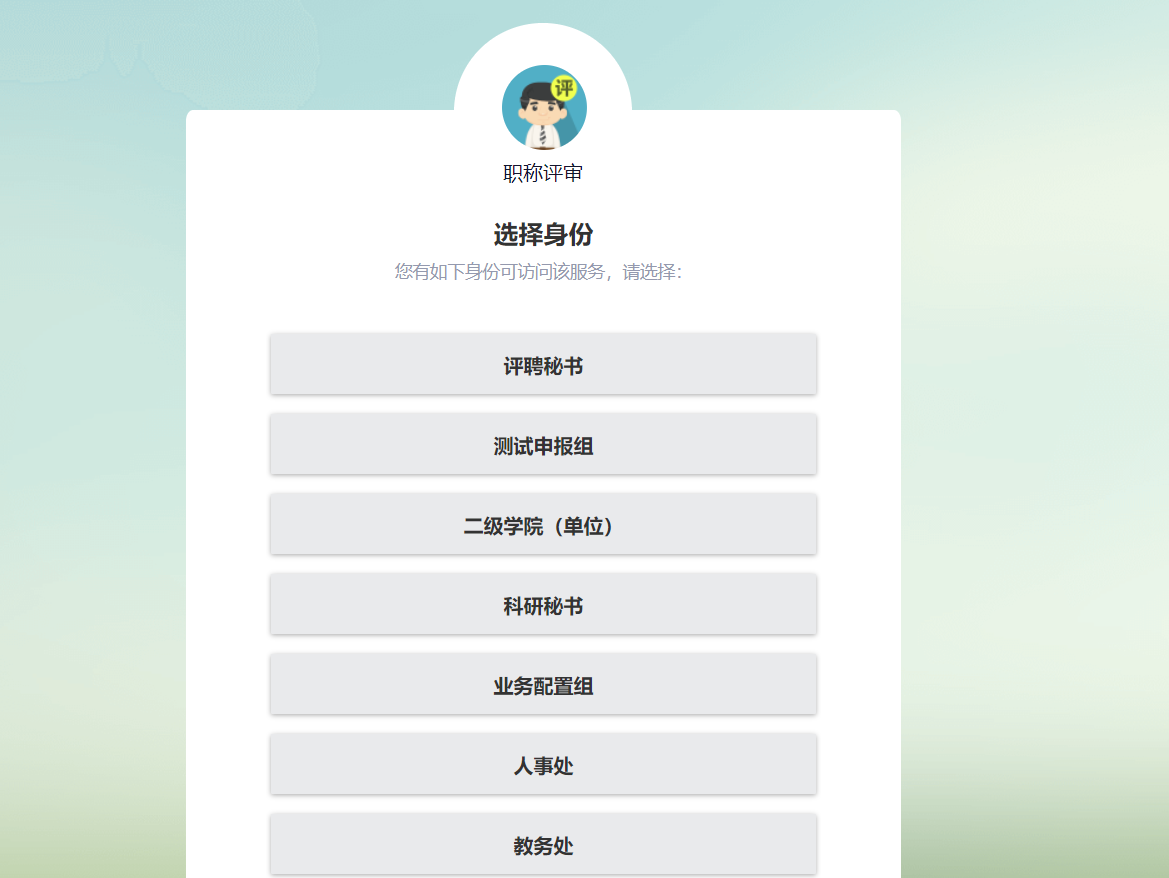 评
职称评审
选择身份
您有如下身份可访问该服务，请选择：
评聘秘书
测试申报组
二级学院（单位）
科研秘书
业务配置组
人事处
教务处